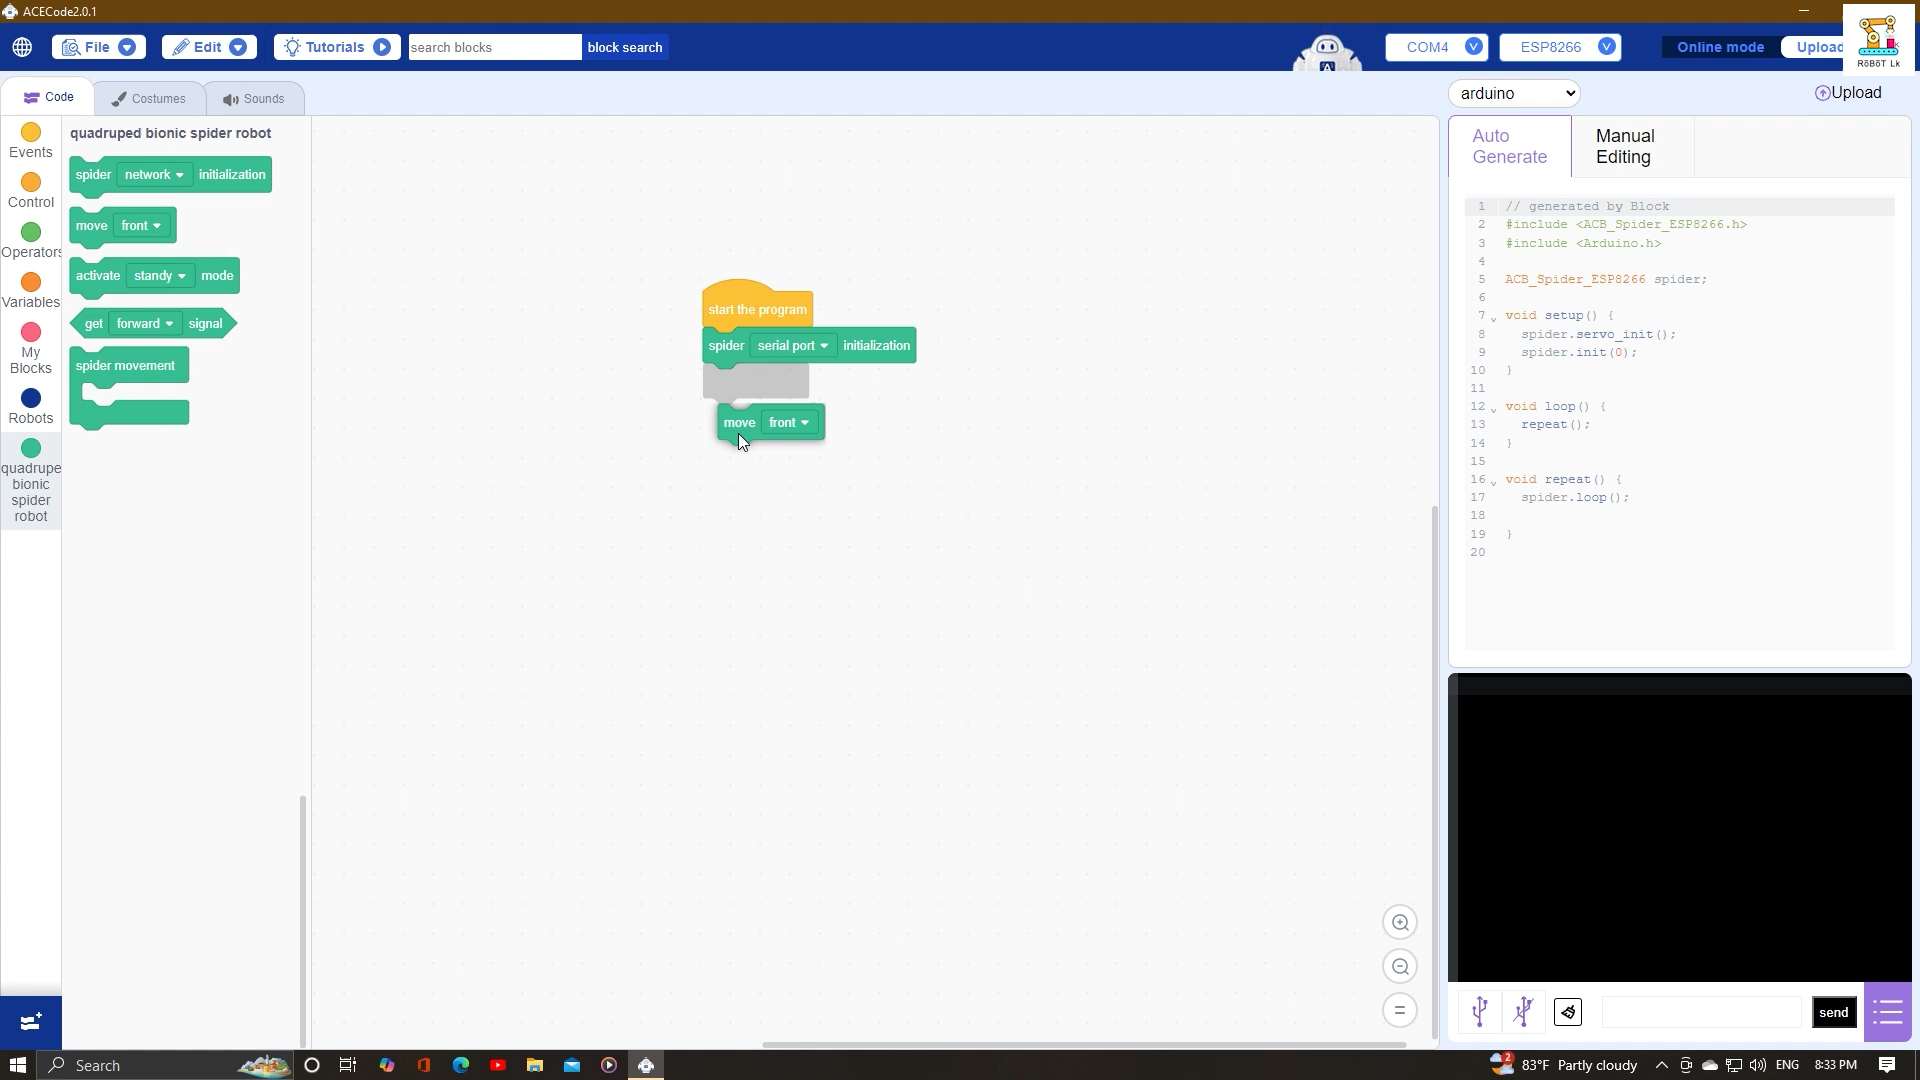 ACECode2.0.1
File
Edit
Tutorials
search blocks
block search
COM4
ESP8266
Online mode
Upload
RöBöT Lk
Code
Costumes
Sounds
arduino
Upload
Events
Control
Operators
Variables
My
Blocks
Robots
quadrupe
bionic
spider
robot
quadruped bionic spider robot
spider network initialization
move front
activate standy mode
get forward signal
spider movement
start the program
spider serial port initialization
move front
Auto
Generate
Manual
Editing
1 // generated by Block
2 #include <ACB_Spider_ESP8266.h>
3 #include <Arduino.h>
4
5 ACB_Spider_ESP8266 spider;
6
7 void setup() {
8 spider.servo_init();
9 spider.init(0);
10 }
11
12 void loop() {
13 repeat();
14 }
15
16 void repeat() {
17 spider.loop();
18
19 }
20
send
Search
2
83°F Partly cloudy
ENG
8:33 PM